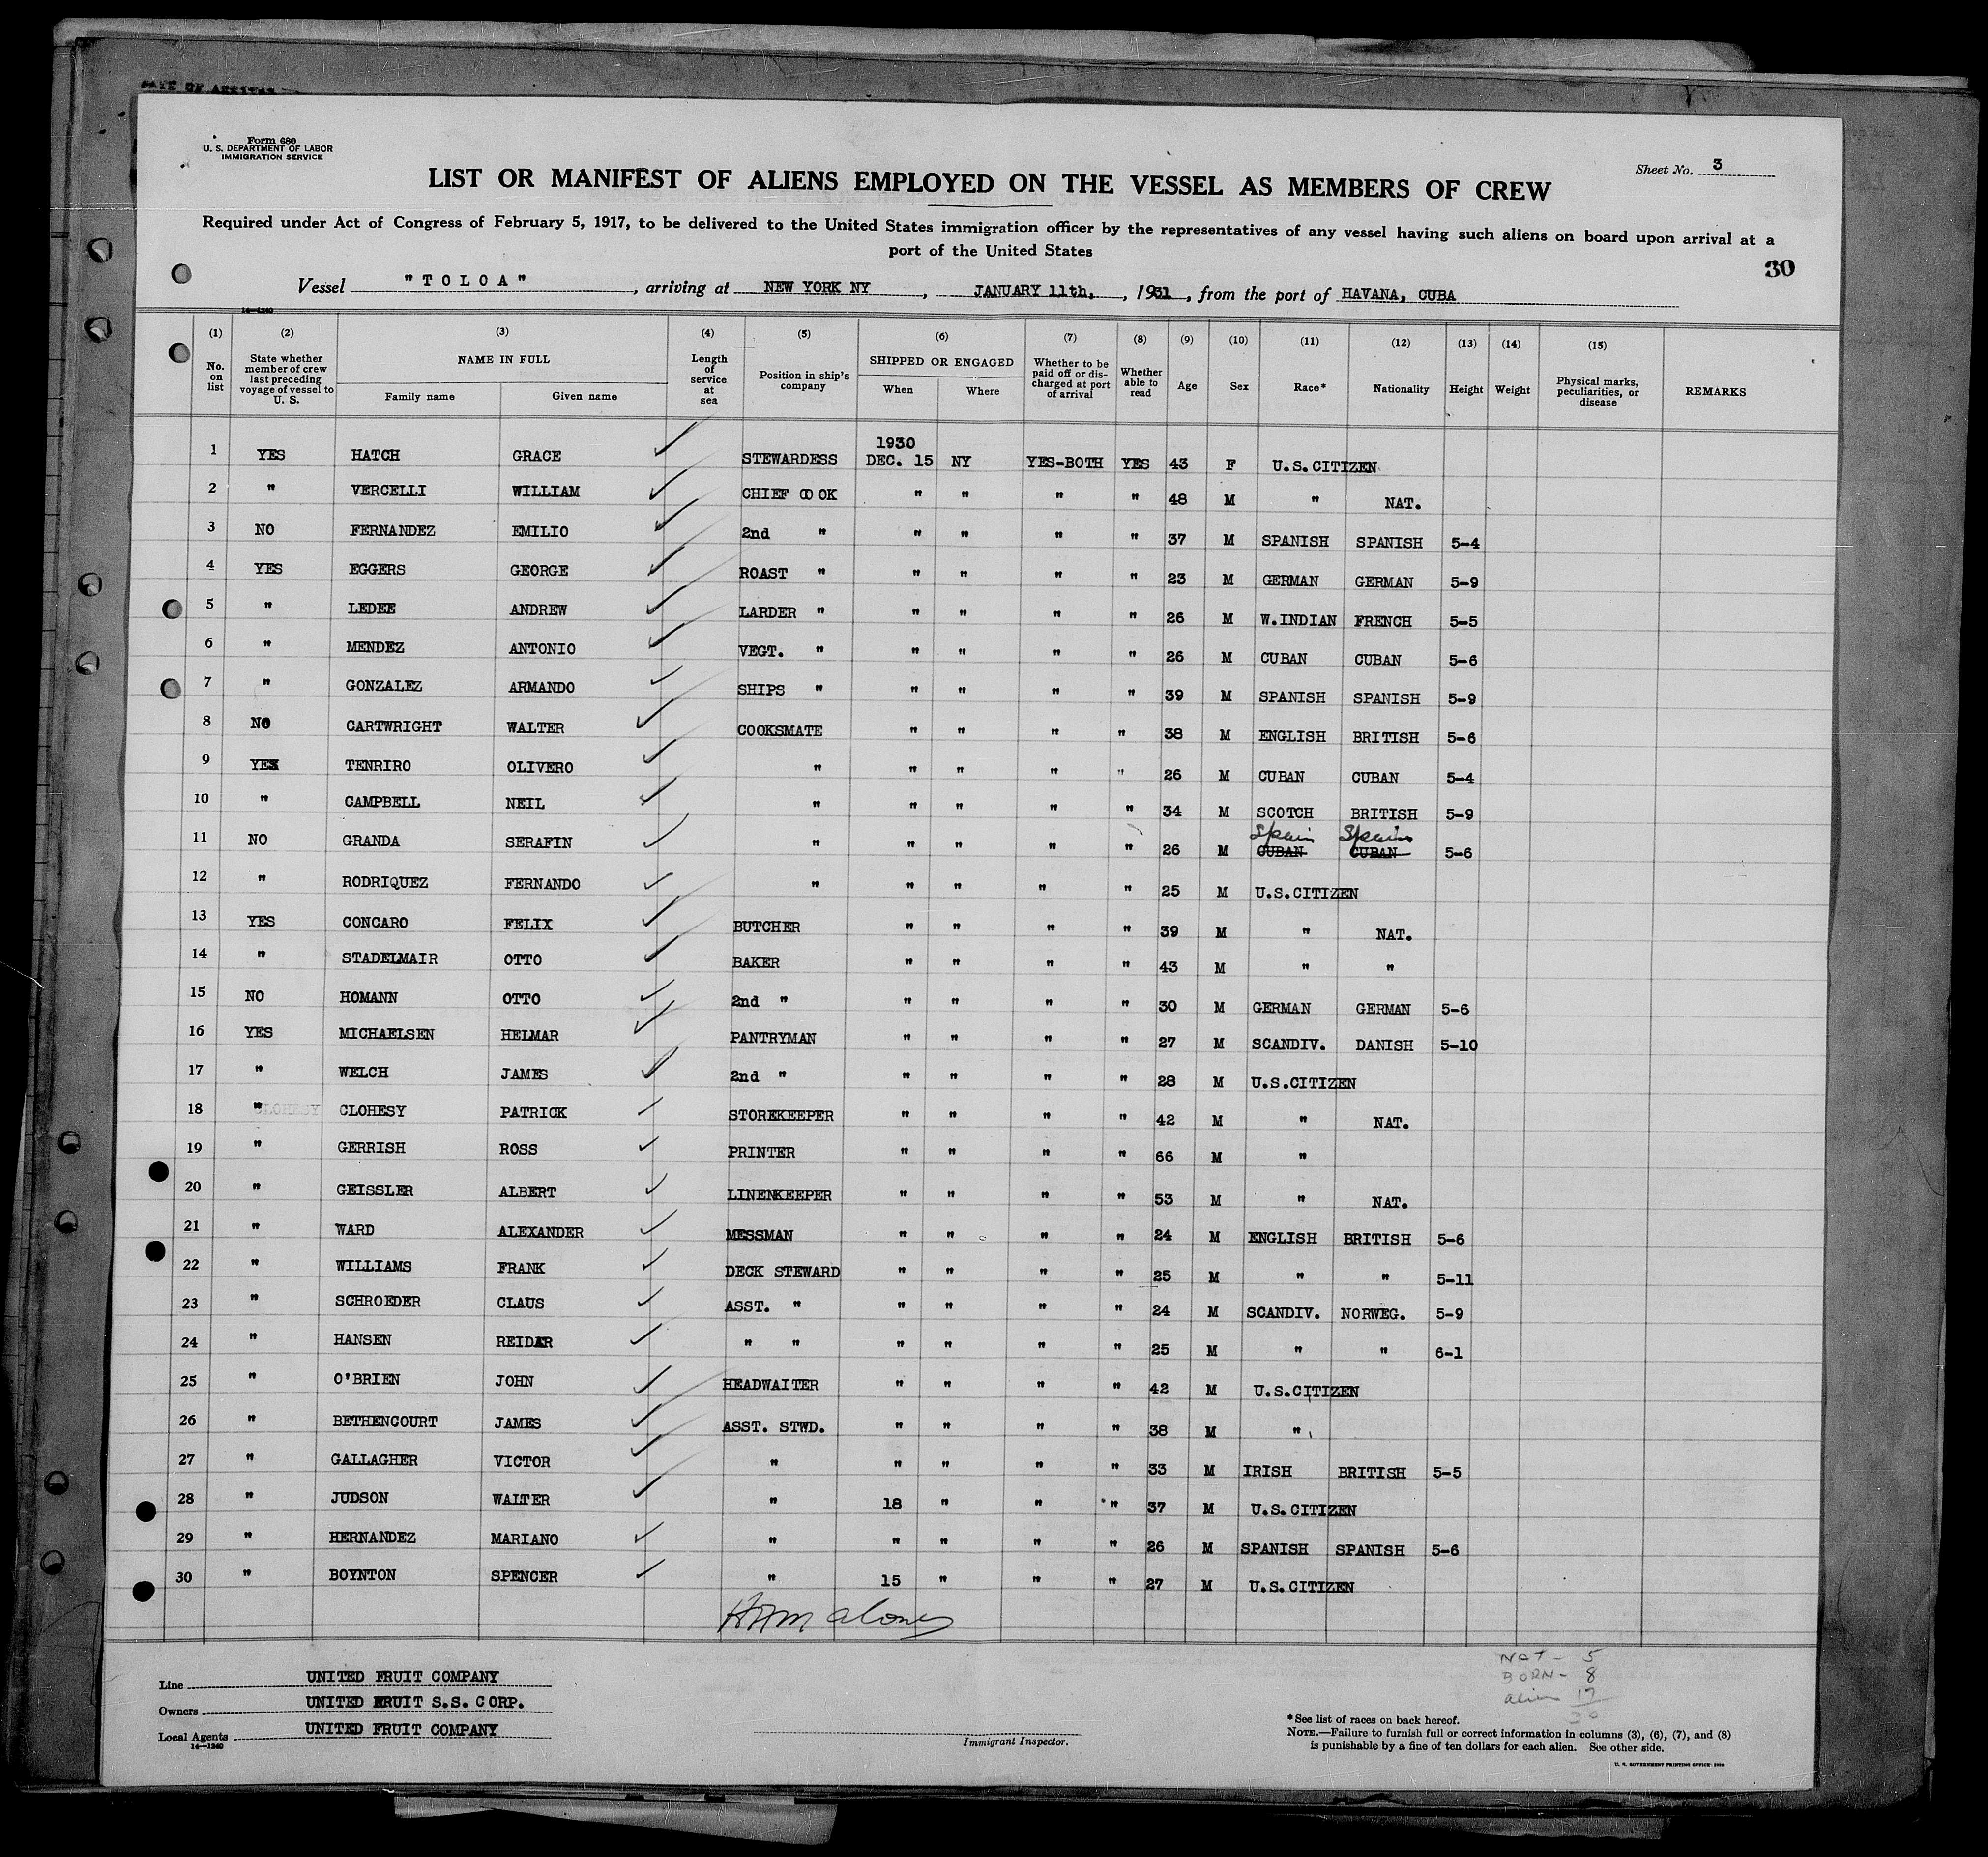 Form 680
U. S. DEPARTMENT OF LABOR
IMMIGRATION SERVICE
Sheet No. 3
LIST OR MANIFEST OF ALIENS EMPLOYED ON THE VESSEL AS MEMBERS OF CREW
Required under Act of Congress of February 5, 1917, to be delivered to the United States immigration officer by the representatives of any vessel having such aliens on board upon arrival at a
port of the United States
30
Vessel "TOLOA", arriving at NEW YORK NY, JANUARY 11th, 1931, from the port of HAVANA, CUBA
14—1240
(1) (2) (3) (4) (5) (6) (7) (8) (9) (10) (11) (12) (13) (14) (15)
No. on list State whether member of crew last preceding voyage of vessel to U. S. NAME IN FULL Family name Given name Length of service at sea Position in ship's company SHIPPED OR ENGAGED When Where Whether to be paid off or discharged at port of arrival Whether able to read Age Sex Race* Nationality Height Weight Physical marks, peculiarities, or disease REMARKS
1 YES HATCH GRACE STEWARDESS 1930 DEC. 15 NY YES-BOTH YES 43 F U.S.CITIZEN
2 " VERCELLI WILLIAM CHIEF COOK " " " " 48 M " NAT.
3 NO FERNANDEZ EMILIO 2nd " " " " " 37 M SPANISH SPANISH 5-4
4 YES EGGERS GEORGE ROAST " " " " " 23 M GERMAN GERMAN 5-9
5 " LEDEE ANDREW LARDER " " " " " 26 M W.INDIAN FRENCH 5-5
6 " MENDEZ ANTONIO VEGT. " " " " " 26 M CUBAN CUBAN 5-6
7 " GONZALEZ ARMANDO SHIPS " " " " " 39 M SPANISH SPANISH 5-9
8 NO CARTWRIGHT WALTER COOKSMATE " " " " 38 M ENGLISH BRITISH 5-6
9 YES TENRIRO OLIVERO " " " " " 26 M CUBAN CUBAN 5-4
10 " CAMPBELL NEIL " " " " " 34 M SCOTCH BRITISH 5-9
11 NO GRANDA SERAFIN " " " " " 26 M CUBAN Spain CUBAN Spain 5-6
12 " RODRIQUEZ FERNANDO " " " " " 25 M U.S.CITIZEN
13 YES CONCARO FELIX BUTCHER " " " " 39 M " NAT.
14 " STADELMAIR OTTO BAKER " " " " 43 M " "
15 NO HOMANN OTTO 2nd " " " " " 30 M GERMAN GERMAN 5-6
16 YES MICHAELSEN HELMAR PANTRYMAN " " " " 27 M SCANDIV. DANISH 5-10
17 " WELCH JAMES 2nd " " " " " 28 M U.S.CITIZEN
18 " CLOHESY CLOHESY PATRICK STOREKEEPER " " " " 42 M " NAT.
19 " GERRISH ROSS PRINTER " " " " 66 M "
20 " GEISSLER ALBERT LINENKEEPER " " " " 53 M " NAT.
21 " WARD ALEXANDER MESSMAN " " " " 24 M ENGLISH BRITISH 5-6
22 " WILLIAMS FRANK DECK STEWARD " " " " 25 M " " 5-11
23 " SCHROEDER CLAUS ASST. " " " " " 24 M SCANDIV. NORWEG. 5-9
24 " HANSEN REIDAR " " " " " " 25 M " " 6-1
25 " O'BRIEN JOHN HEADWAITER " " " " 42 M U.S.CITIZEN
26 " BETHENCOURT JAMES ASST. STWD. " " " " 38 M "
27 " GALLAGHER VICTOR " " " " " 33 M IRISH BRITISH 5-5
28 " JUDSON WALTER " 18 " " " 37 M U.S.CITIZEN
29 " HERNANDEZ MARIANO " " " " " 26 M SPANISH SPANISH 5-6
30 " BOYNTON SPENCER " 15 " " " 27 M U.S.CITIZEN
NAT - 5
BORN - 8
alien 17
30
Line UNITED FRUIT COMPANY
Owners UNITED FRUIT S.S. CORP.
Local Agents UNITED FRUIT COMPANY
14—1240
Immigrant Inspector.
*See list of races on back hereof.
NOTE.—Failure to furnish full or correct information in columns (3), (6), (7), and (8)
is punishable by a fine of ten dollars for each alien. See other side.
U. S. GOVERNMENT PRINTING OFFICE: 1930